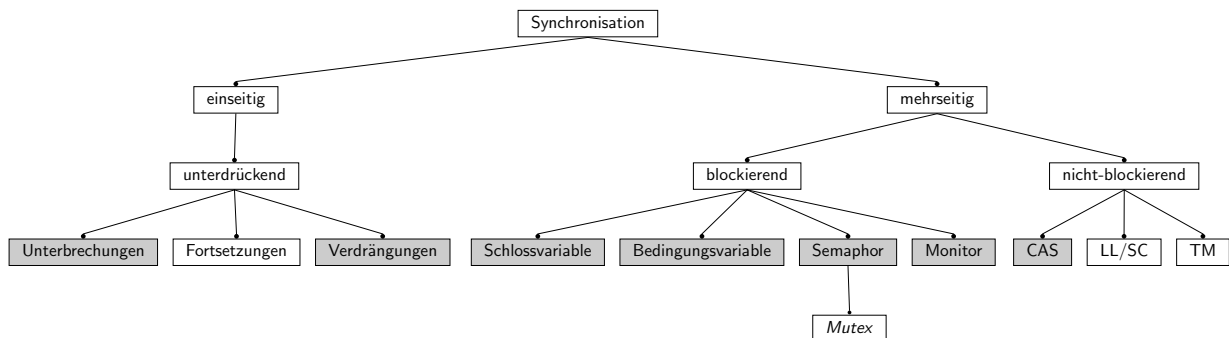 Synchronisation
einseitig
mehrseitig
unterdrückend
blockierend
nicht-blockierend
Unterbrechungen
Fortsetzungen
Verdrängungen
Schlossvariable
Bedingungsvariable
Semaphor
Monitor
CAS
LL/SC
TM
Mutex